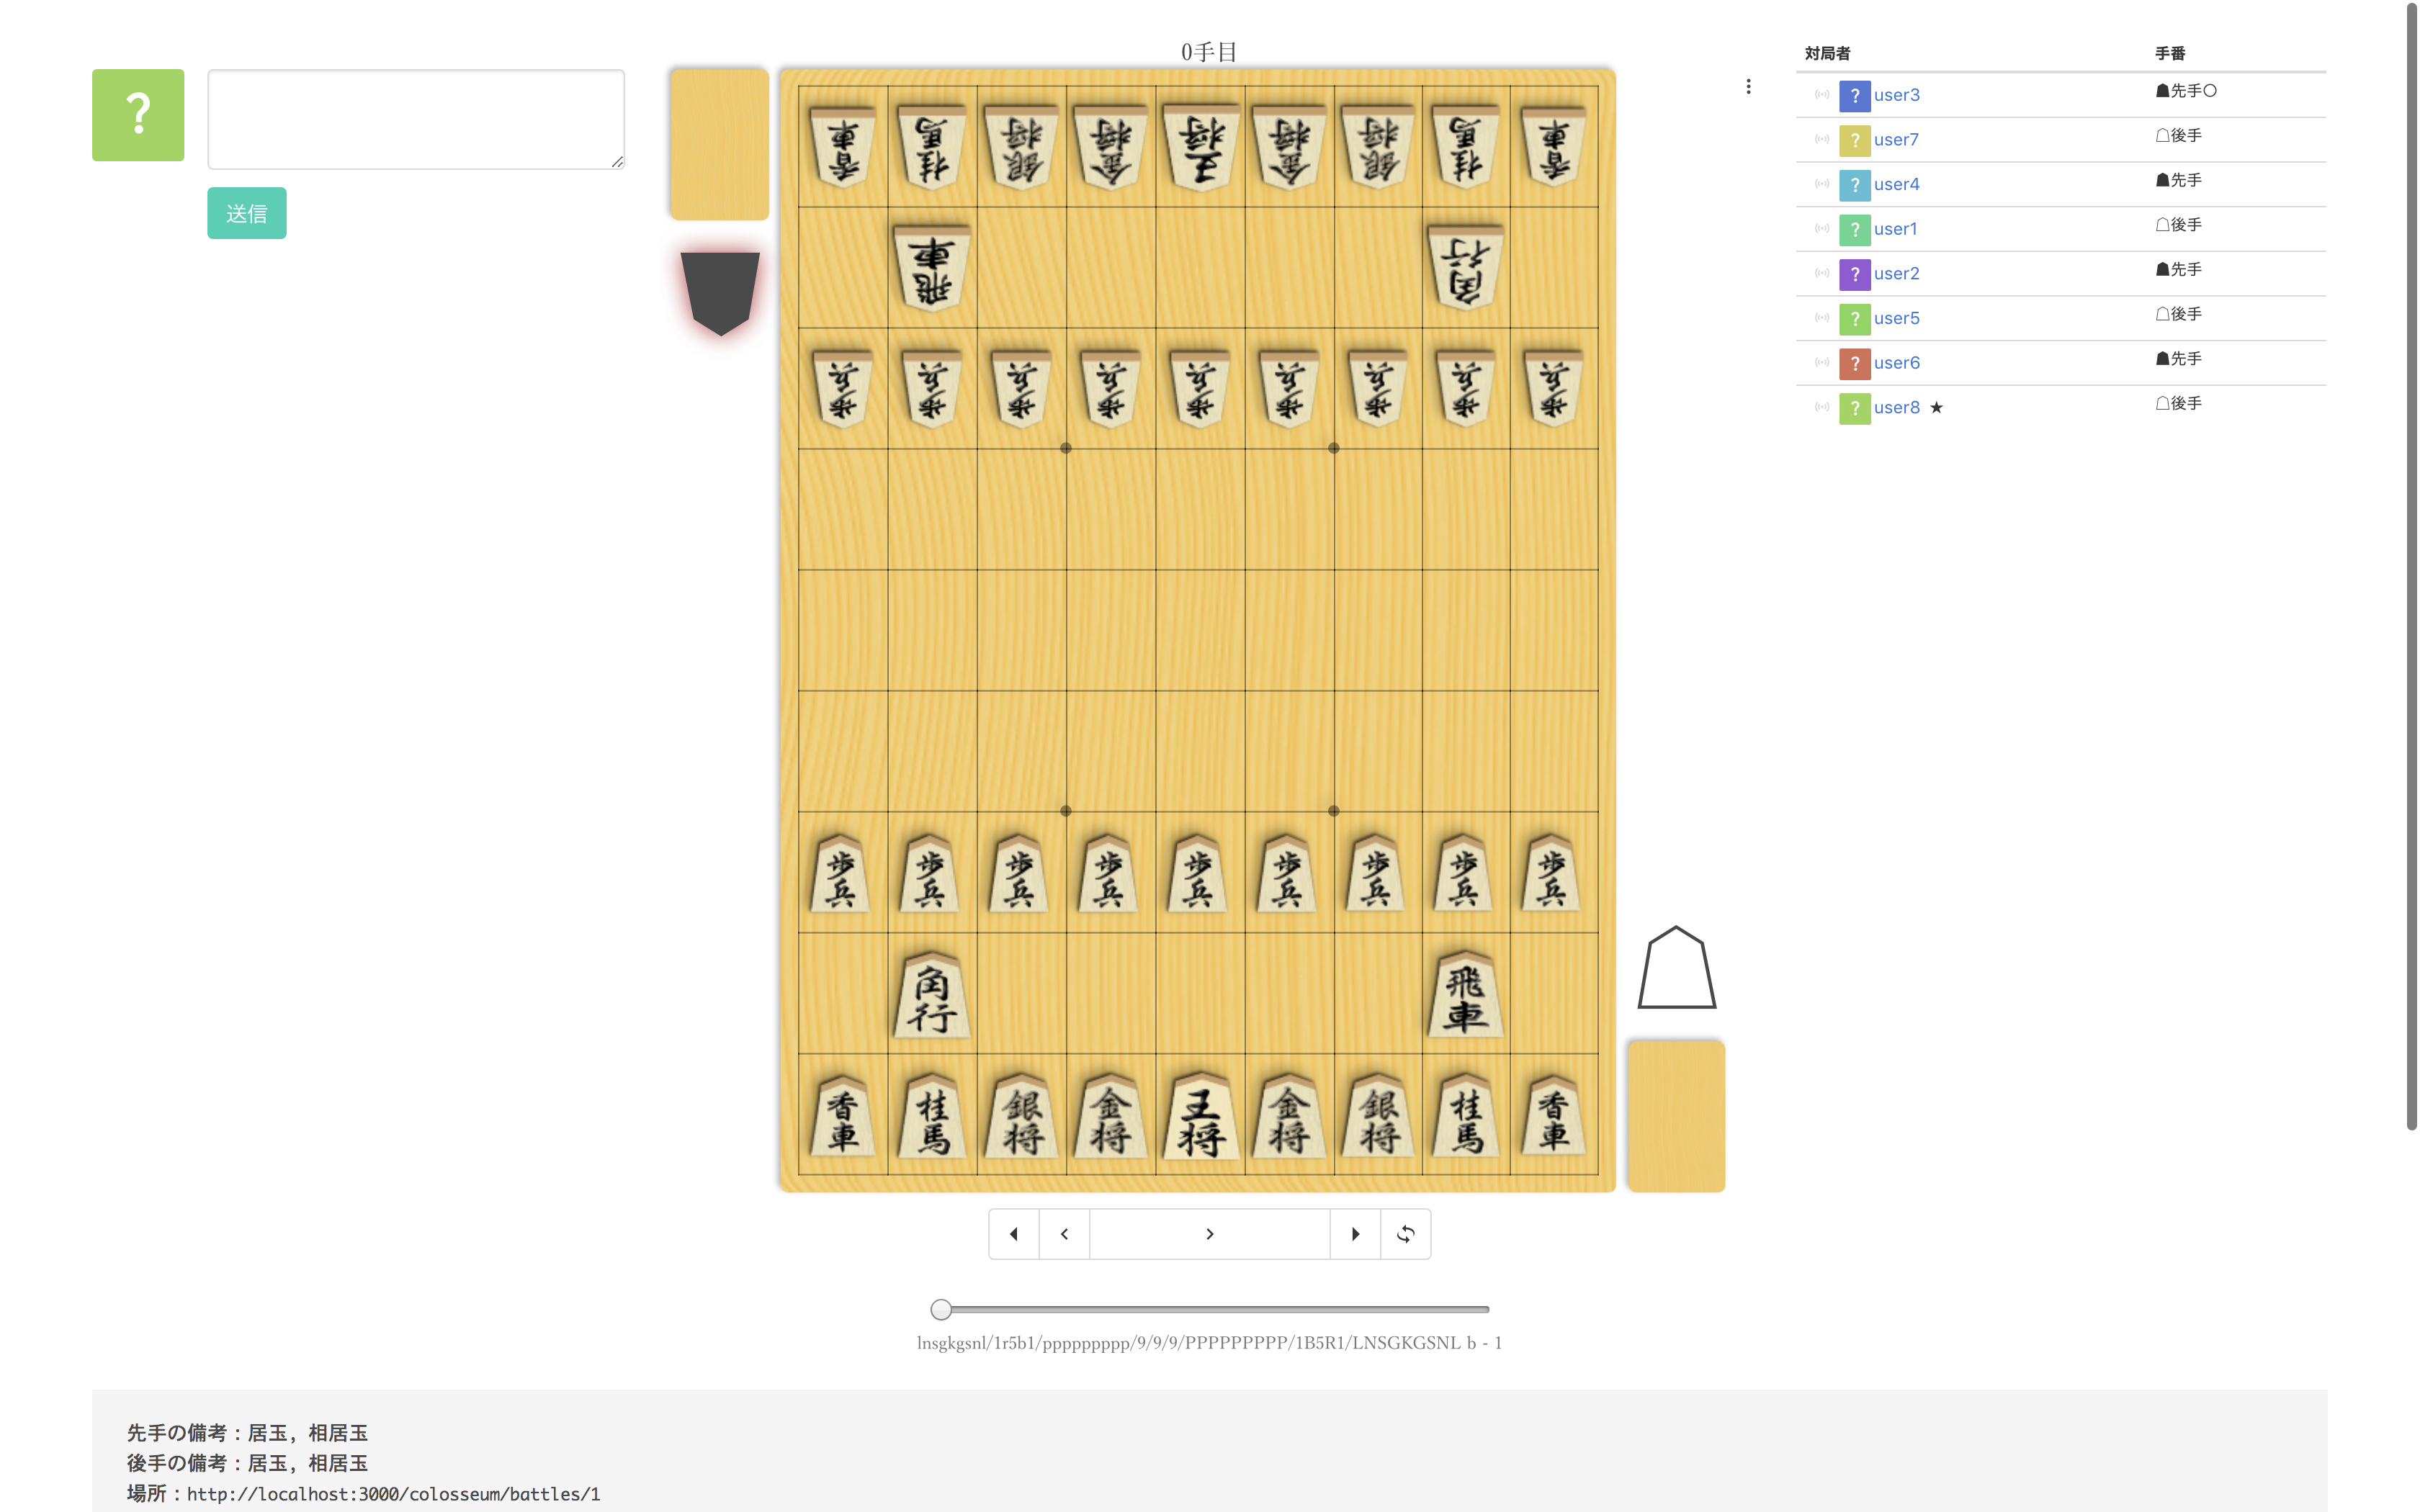 0手目
?
送信
対局者 手番
? user3 ☗先手○
? user7 ☖後手
? user4 ☗先手
? user1 ☖後手
? user2 ☗先手
? user5 ☖後手
? user6 ☗先手
? user8 ★ ☖後手
香車 桂馬 銀将 金将 王将 金将 銀将 桂馬 香車
飛車 角行
歩兵 歩兵 歩兵 歩兵 歩兵 歩兵 歩兵 歩兵 歩兵
歩兵 歩兵 歩兵 歩兵 歩兵 歩兵 歩兵 歩兵 歩兵
角行 飛車
香車 桂馬 銀将 金将 王将 金将 銀将 桂馬 香車
lnsgkgsnl/1r5b1/ppppppppp/9/9/9/PPPPPPPPP/1B5R1/LNSGKGSNL b - 1
先手の備考：居玉, 相居玉
後手の備考：居玉, 相居玉
場所：http://localhost:3000/colosseum/battles/1